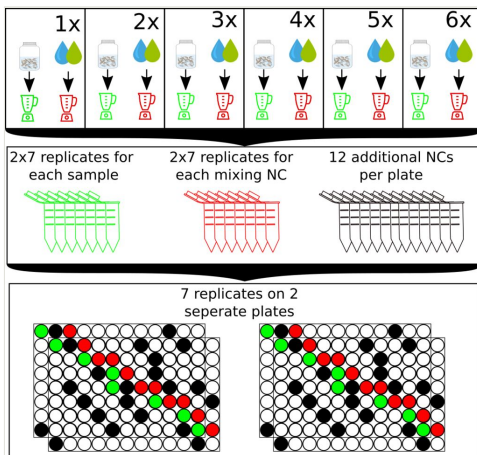 1x
2x
3x
4x
5x
6x
2x7 replicates for
each sample
2x7 replicates for
each mixing NC
12 additional NCs
per plate
7 replicates on 2
seperate plates